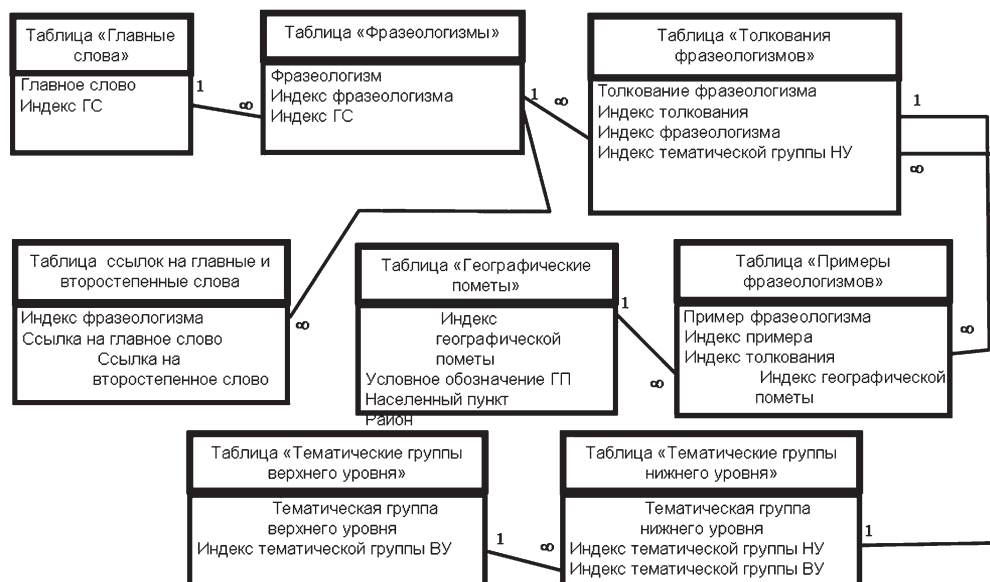 Таблица «Главные
слова»
Главное слово
Индекс ГС
1
∞
Таблица «Фразеологизмы»
Фразеологизм
Индекс фразеологизма
Индекс ГС
1
∞
Таблица «Толкования
фразеологизмов»
Толкование фразеологизма
Индекс толкования
Индекс фразеологизма
Индекс тематической группы НУ
1
∞
Таблица ссылок на главные и
второстепенные слова
Индекс фразеологизма
Ссылка на главное слово
Ссылка на
второстепенное слово
∞
Таблица «Географические
пометы»
Индекс
географической
пометы
Условное обозначение ГП
Населенный пункт
Район
1
∞
Таблица «Примеры
фразеологизмов»
Пример фразеологизма
Индекс примера
Индекс толкования
Индекс географической
пометы
∞
Таблица «Тематические группы
верхнего уровня»
Тематическая группа
верхнего уровня
Индекс тематической группы ВУ
1
∞
Таблица «Тематические группы
нижнего уровня»
Тематическая группа
нижнего уровня
Индекс тематической группы НУ
Индекс тематической группы ВУ
1